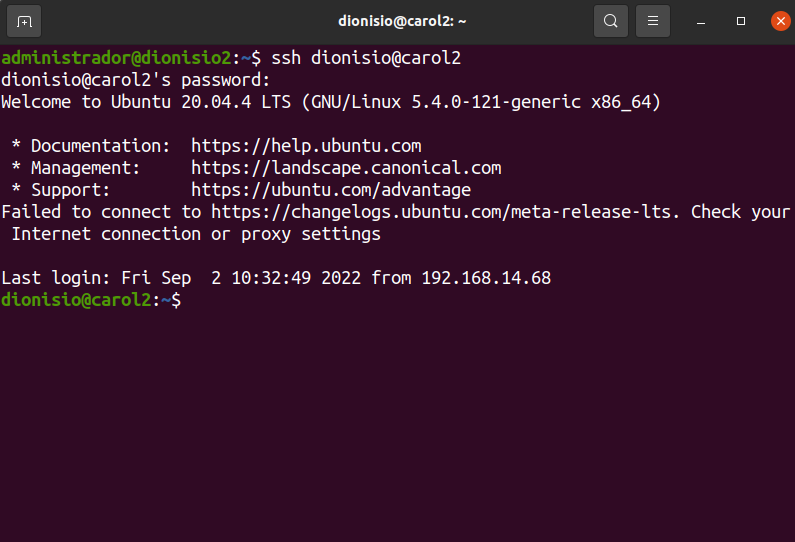 dionisio@carol2: ~
administrador@dionisio2:~$ ssh dionisio@carol2
dionisio@carol2's password:
Welcome to Ubuntu 20.04.4 LTS (GNU/Linux 5.4.0-121-generic x86_64)
* Documentation:  https://help.ubuntu.com
* Management:     https://landscape.canonical.com
* Support:        https://ubuntu.com/advantage
Failed to connect to https://changelogs.ubuntu.com/meta-release-lts. Check your
Internet connection or proxy settings
Last login: Fri Sep  2 10:32:49 2022 from 192.168.14.68
dionisio@carol2:~$